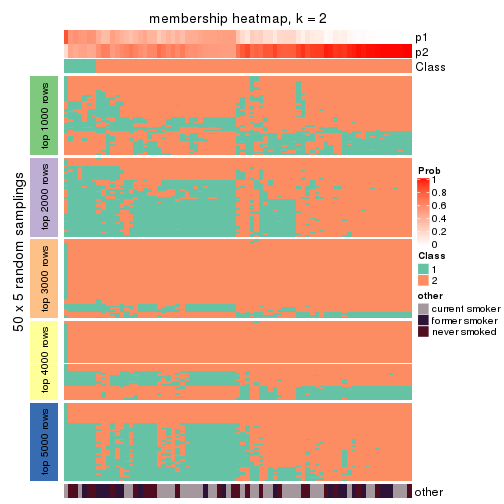 membership heatmap, k = 2
p1
p2
Class
50 x 5 random samplings
top 1000 rows
top 2000 rows
top 3000 rows
top 4000 rows
top 5000 rows
Prob
1
0.8
0.6
0.4
0.2
0
Class
1
2
other
current smoker
former smoker
never smoked
other